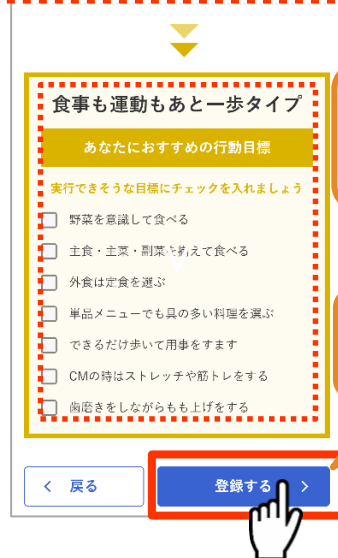 食事も運動もあと一歩タイプ
あなたにおすすめの行動目標
実行できそうな目標にチェックを入れましょう
野菜を意識して食べる
主食・主菜・副菜を揃えて食べる
外食は定食を選ぶ
単品メニューでも具の多い料理を選ぶ
できるだけ歩いて用事をすます
CMの時はストレッチや筋トレをする
歯磨きをしながらもも上げをする
戻る 登録する